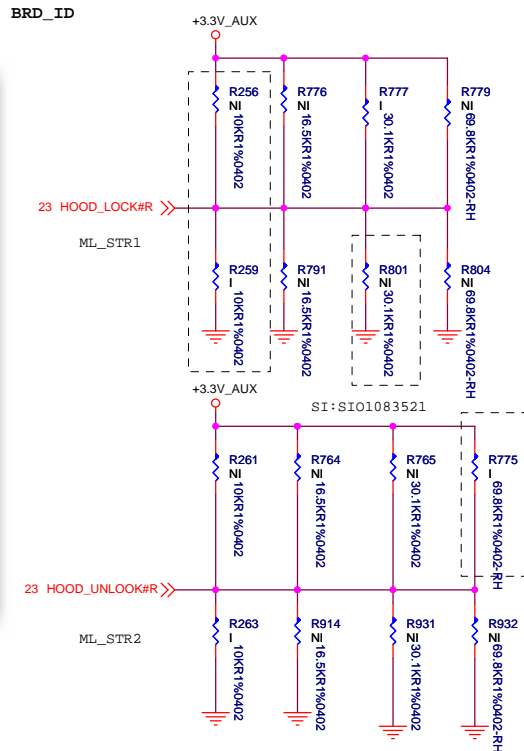 BRD_ID
+3.3V_AUX
R256
NI
10KR1%0402
R776
NI
16.5KR1%0402
R777
I
30.1KR1%0402
R779
NI
69.8KR1%0402-RH
23 HOOD_LOCK#R
ML_STR1
R259
I
10KR1%0402
R791
NI
16.5KR1%0402
R801
NI
30.1KR1%0402
R804
NI
69.8KR1%0402-RH
+3.3V_AUX
SI:SIO1083521
R261
NI
10KR1%0402
R764
NI
16.5KR1%0402
R765
NI
30.1KR1%0402
R775
I
69.8KR1%0402-RH
23 HOOD_UNLOOK#R
ML_STR2
R263
I
10KR1%0402
R914
NI
16.5KR1%0402
R931
NI
30.1KR1%0402
R932
NI
69.8KR1%0402-RH